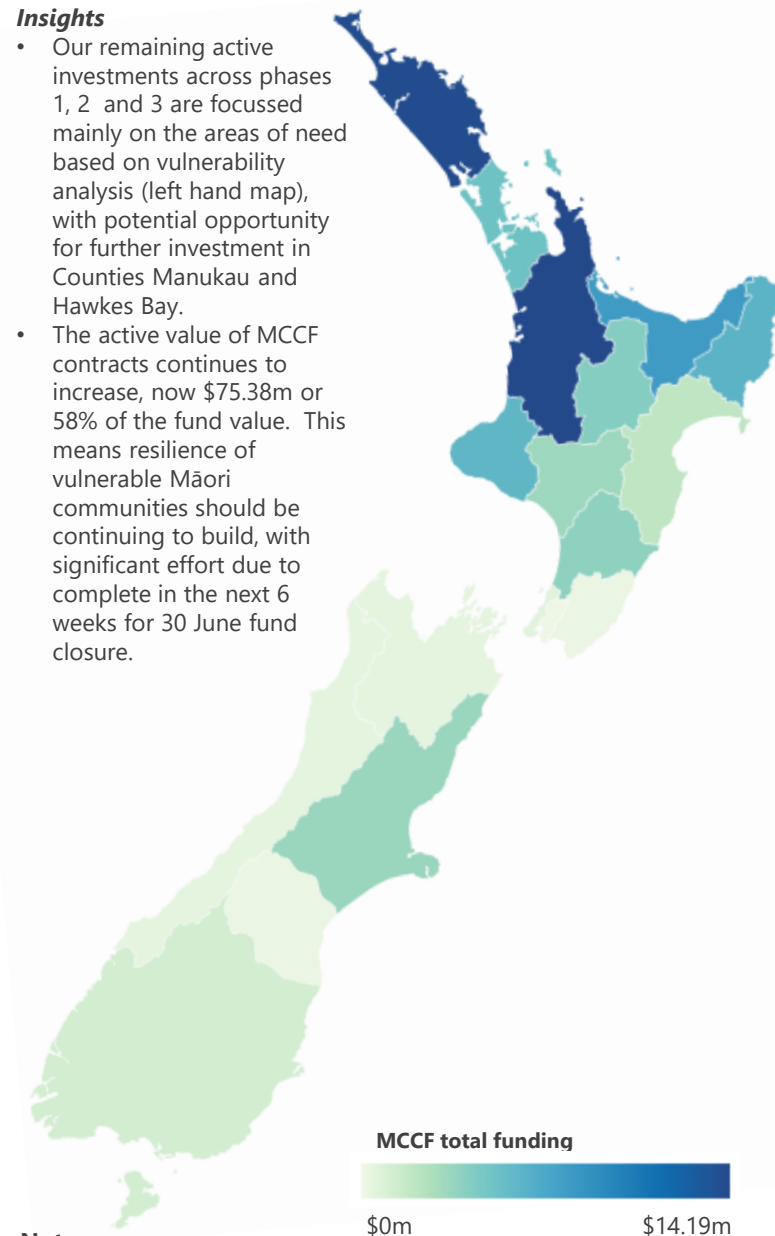 Insights
• Our remaining active
investments across phases
1, 2 and 3 are focussed
mainly on the areas of need
based on vulnerability
analysis (left hand map),
with potential opportunity
for further investment in
Counties Manukau and
Hawkes Bay.
• The active value of MCCF
contracts continues to
increase, now $75.38m or
58% of the fund value. This
means resilience of
vulnerable Māori
communities should be
continuing to build, with
significant effort due to
complete in the next 6
weeks for 30 June fund
closure.
MCCF total funding
$0m $14.19m